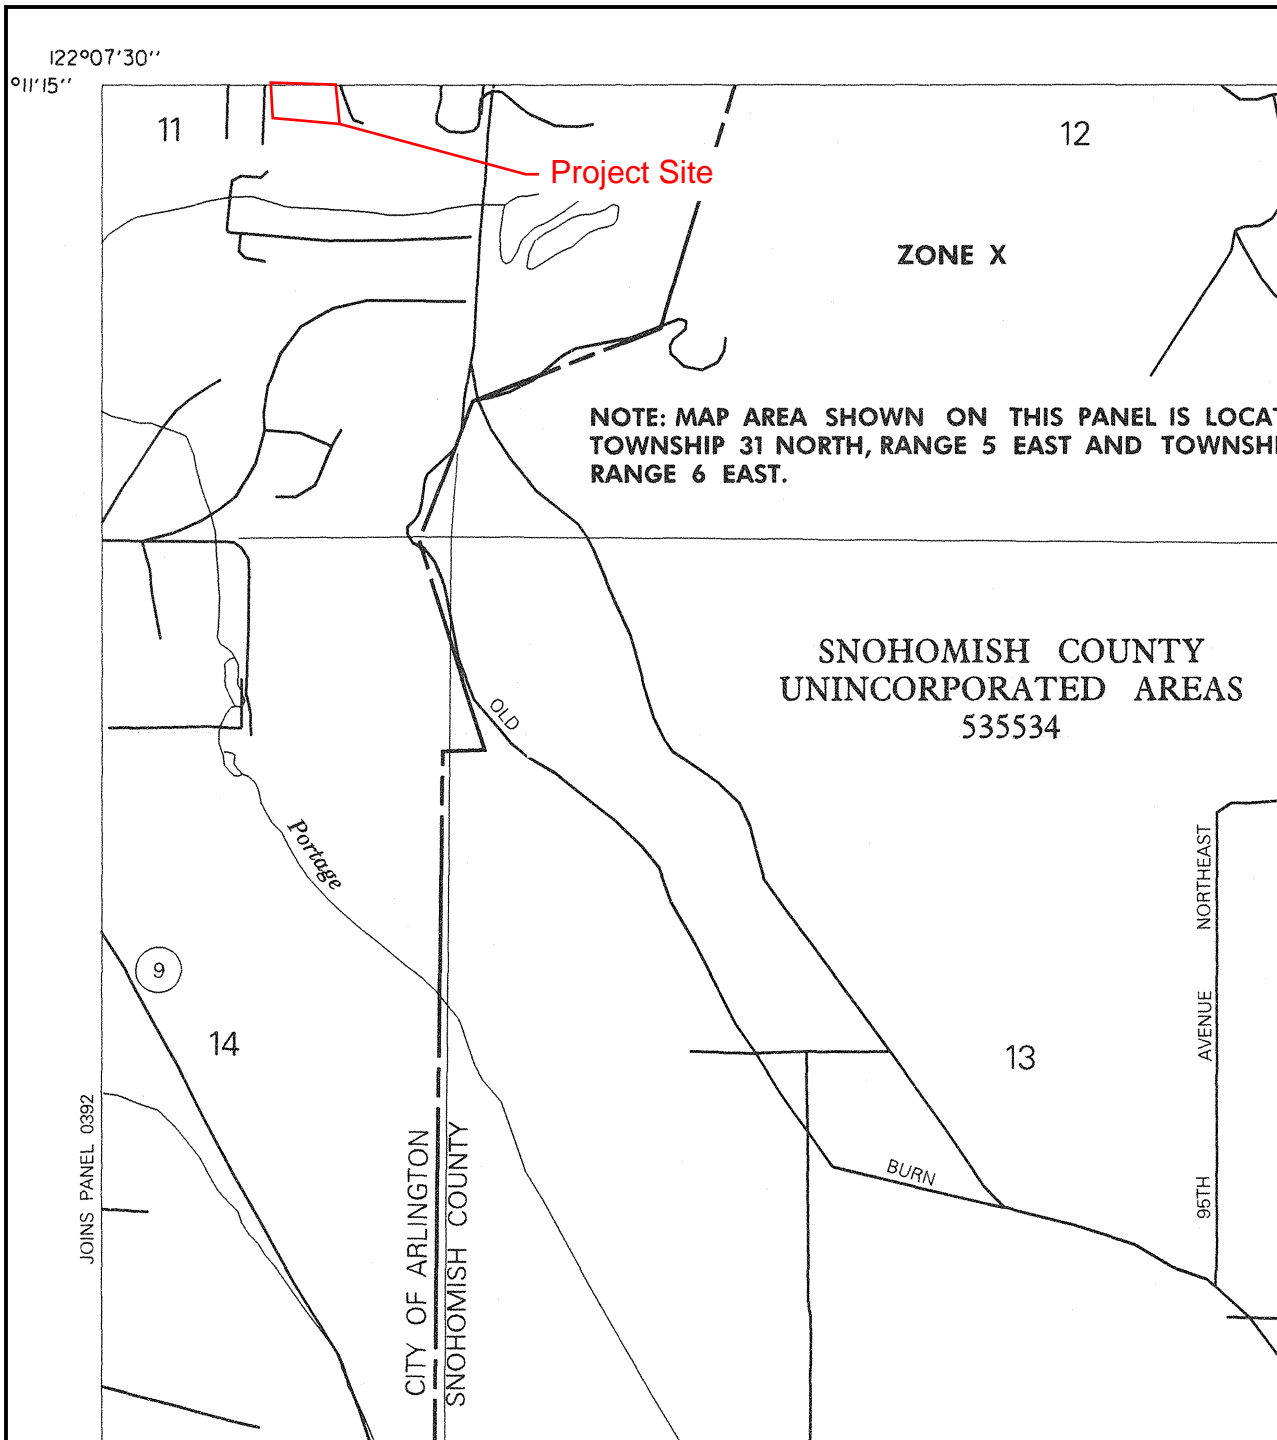 122°07'30''
°11'15''
11
12
Project Site
ZONE X
NOTE: MAP AREA SHOWN ON THIS PANEL IS LOCAT
TOWNSHIP 31 NORTH, RANGE 5 EAST AND TOWNSHI
RANGE 6 EAST.
SNOHOMISH COUNTY
UNINCORPORATED AREAS
535534
OLD
Portage
95TH AVENUE NORTHEAST
9
14
13
JOINS PANEL 0392
CITY OF ARLINGTON
SNOHOMISH COUNTY
BURN